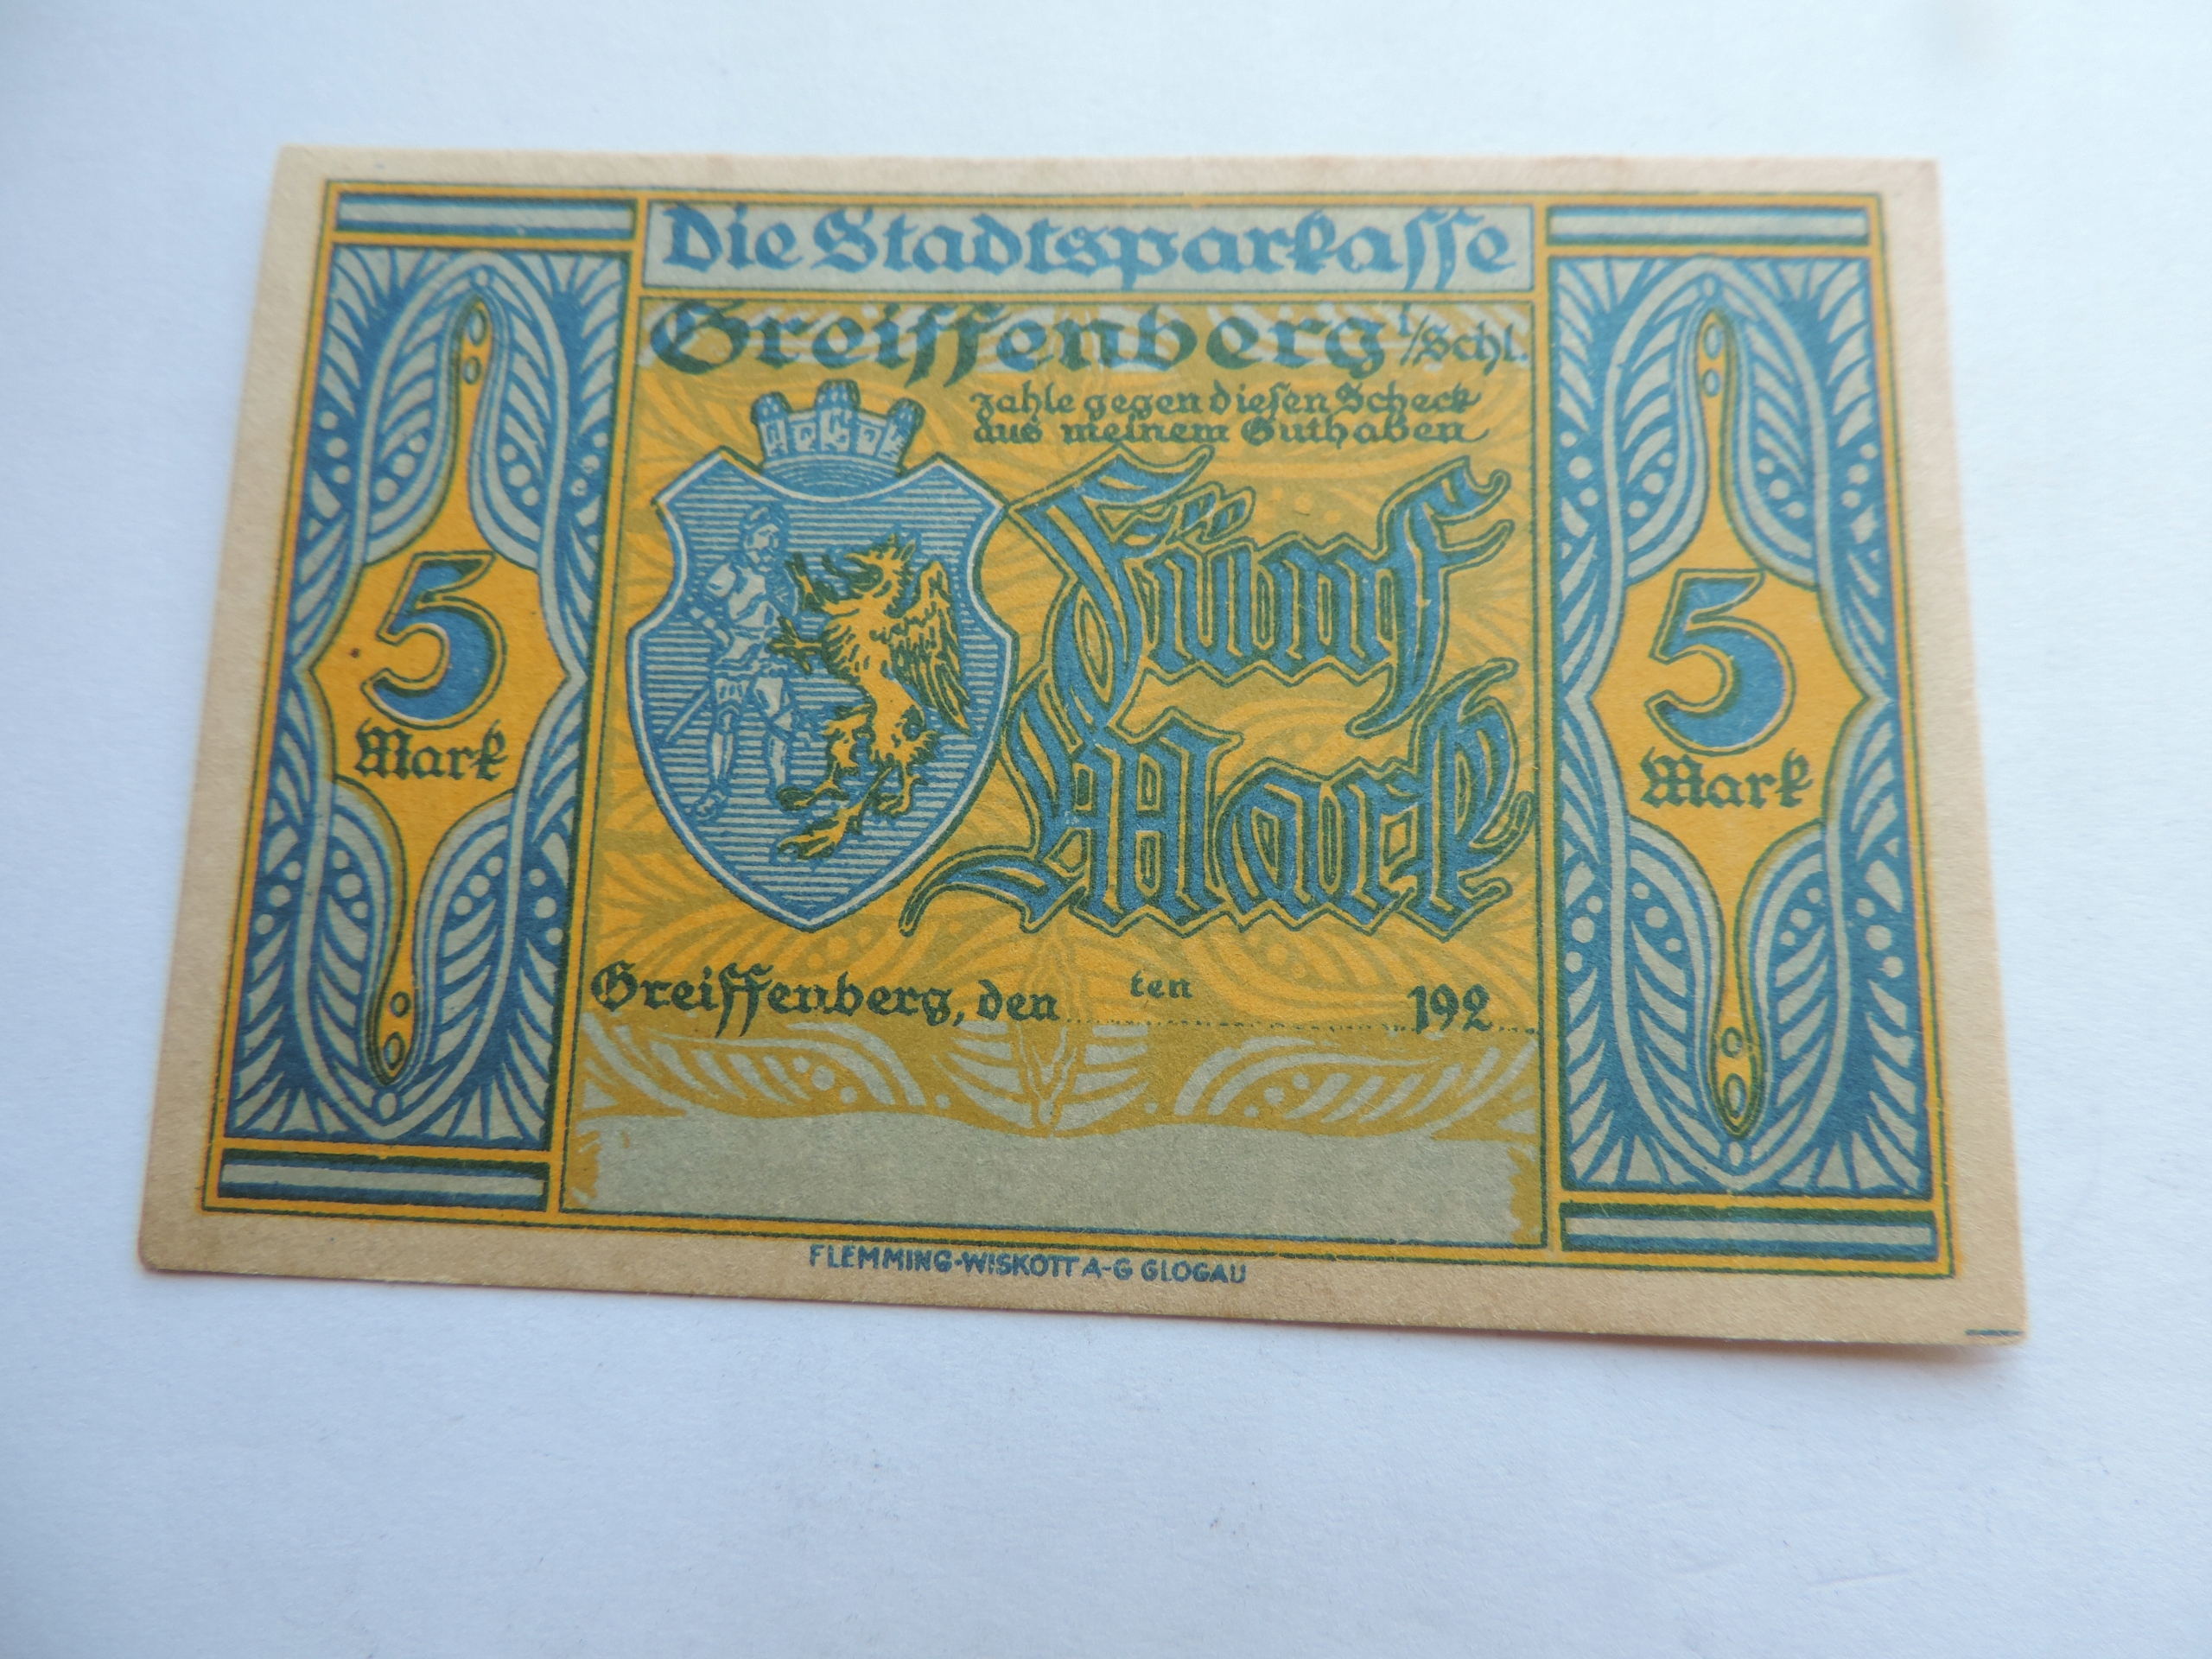 Die Stadtsparkasse
Greiffenberg i/Schl.
zahle gegen diesen Scheck
aus meinem Guthaben
Fünf
Mark
5
Mark
5
Mark
Greiffenberg, den ten 192
FLEMMING-WISKOTT A-G GLOGAU